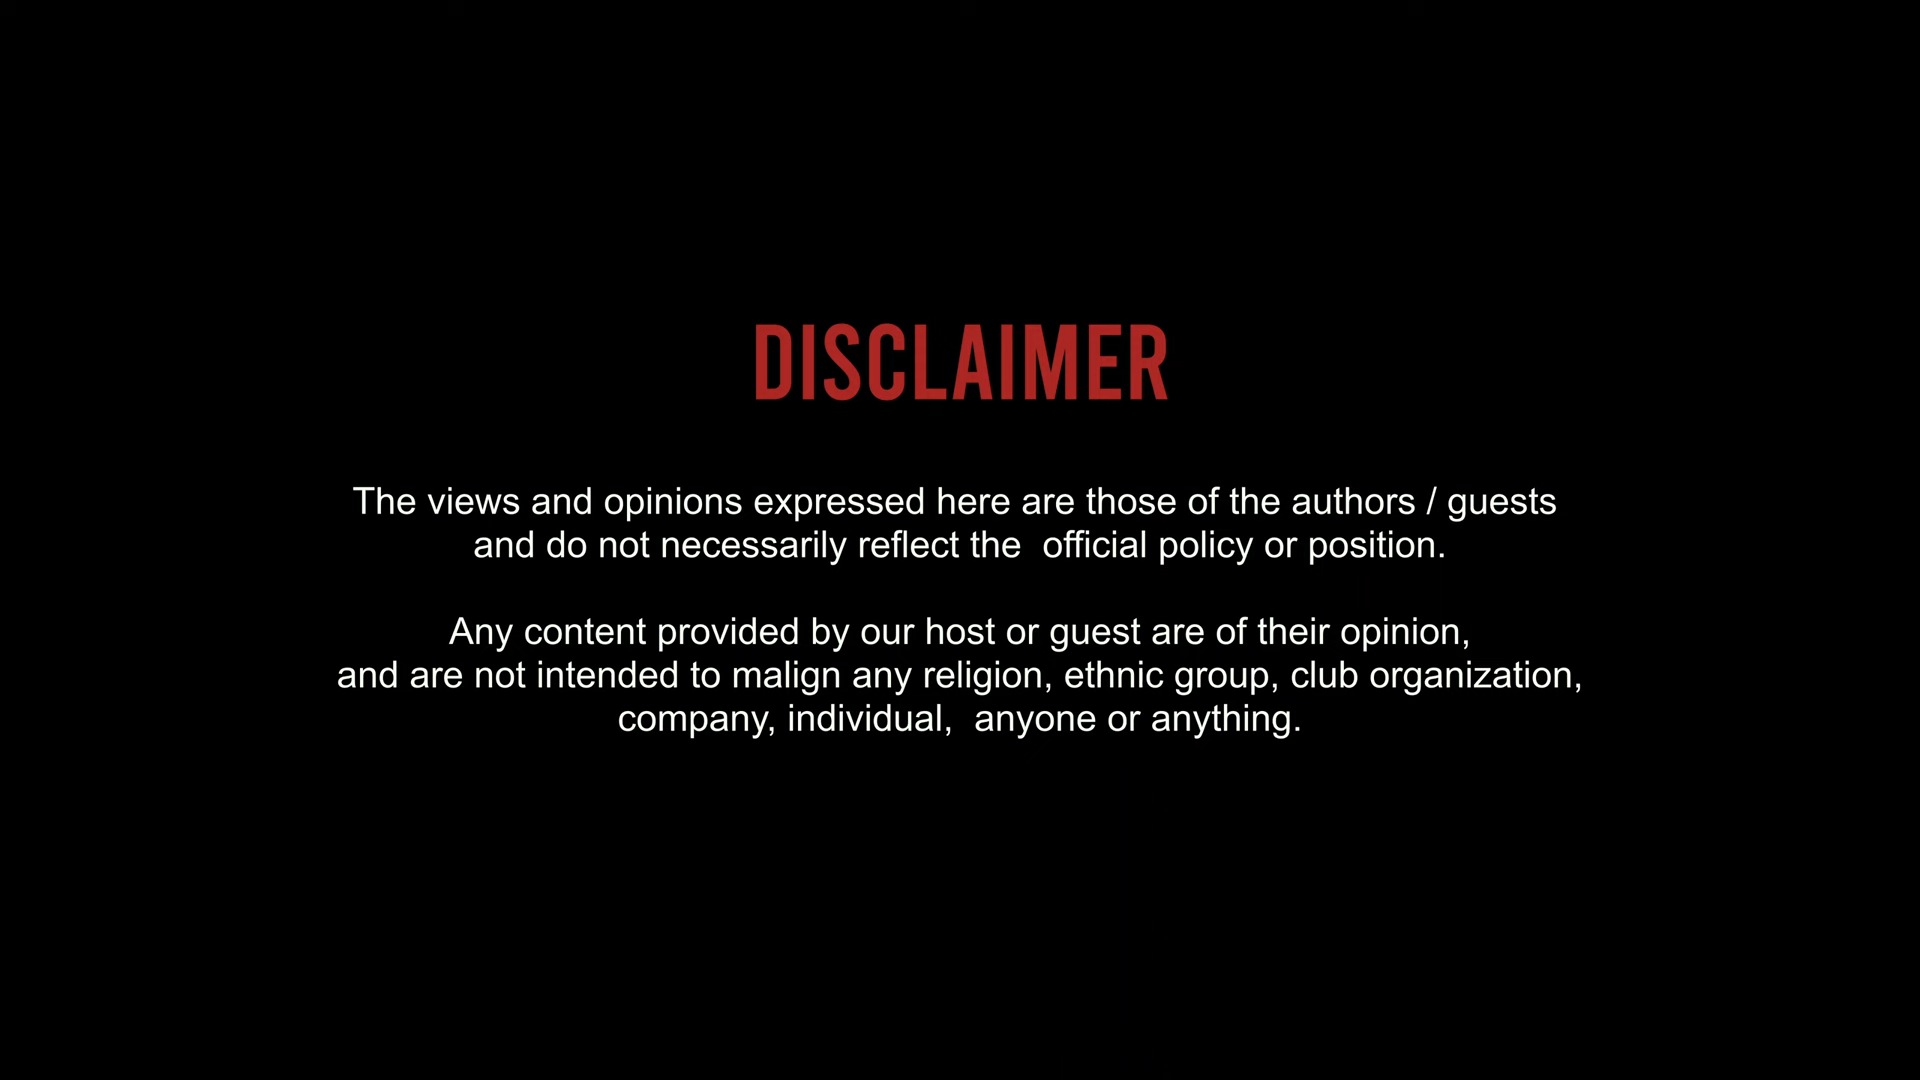 DISCLAIMER
The views and opinions expressed here are those of the authors / guests
and do not necessarily reflect the  official policy or position.
Any content provided by our host or guest are of their opinion,
and are not intended to malign any religion, ethnic group, club organization,
company, individual,  anyone or anything.